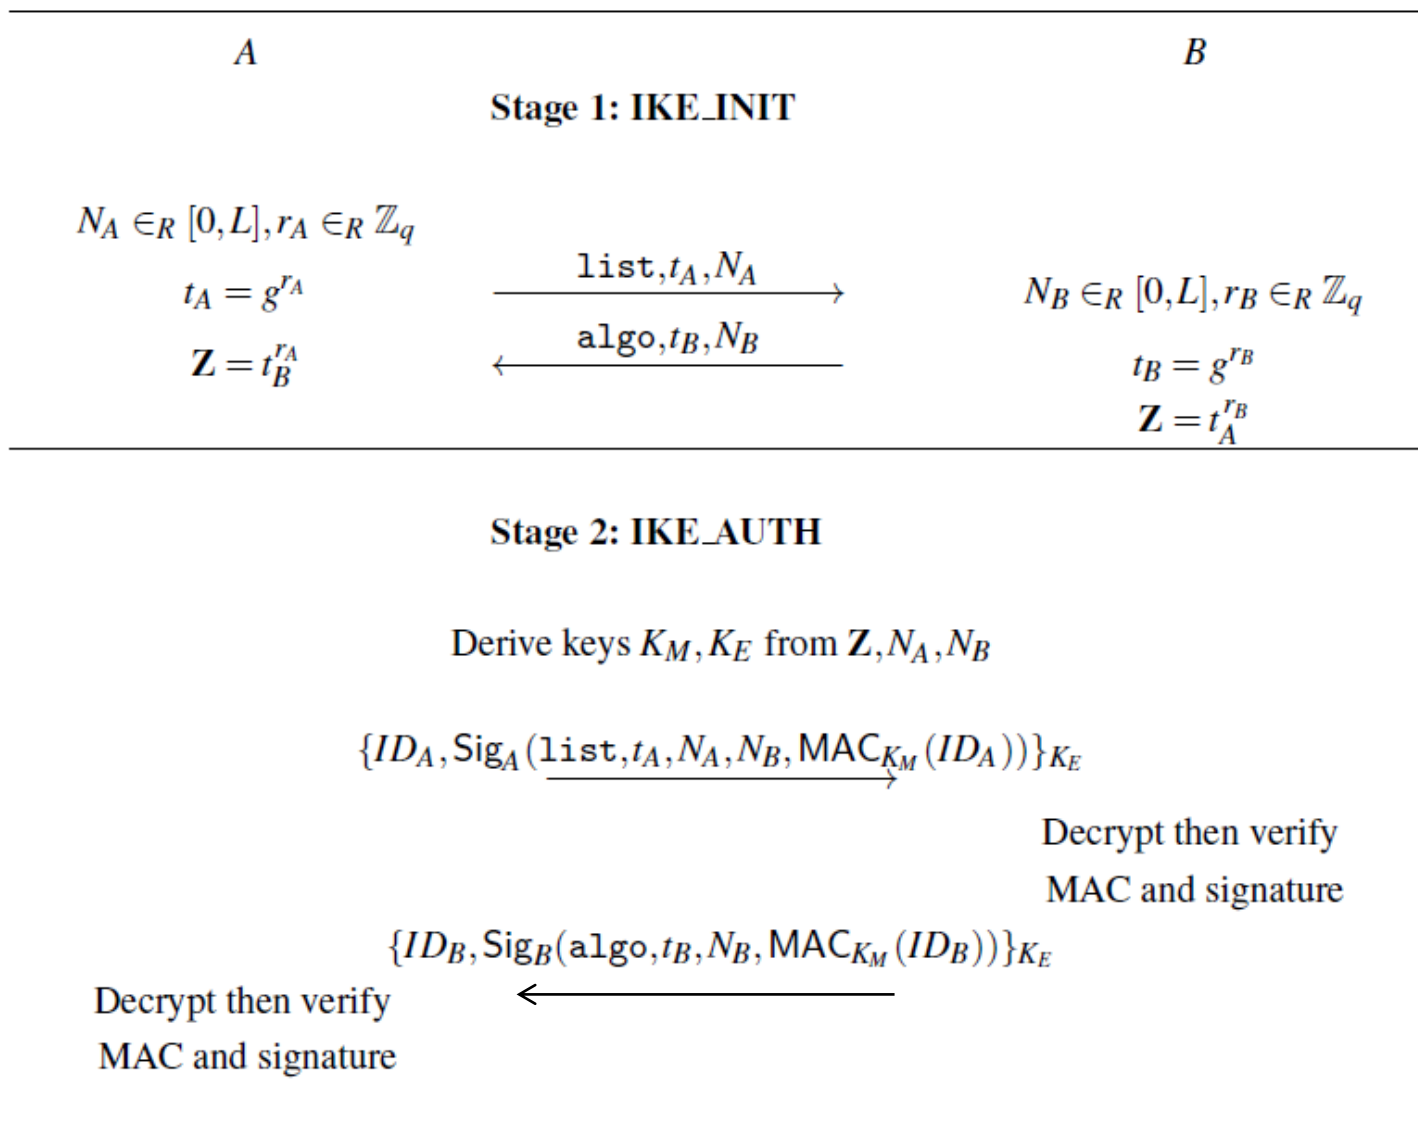 A B
Stage 1: IKE_INIT
N_A ∈_R [0, L], r_A ∈_R ℤ_q
list, t_A, N_A
t_A = g^{r_A} N_B ∈_R [0, L], r_B ∈_R ℤ_q
algo, t_B, N_B
Z = t_B^{r_A} t_B = g^{r_B}
Z = t_A^{r_B}
Stage 2: IKE_AUTH
Derive keys K_M, K_E from Z, N_A, N_B
{ID_A, Sig_A(list, t_A, N_A, N_B, MAC_{K_M}(ID_A))}_{K_E}
Decrypt then verify
MAC and signature
{ID_B, Sig_B(algo, t_B, N_B, MAC_{K_M}(ID_B))}_{K_E}
Decrypt then verify
MAC and signature